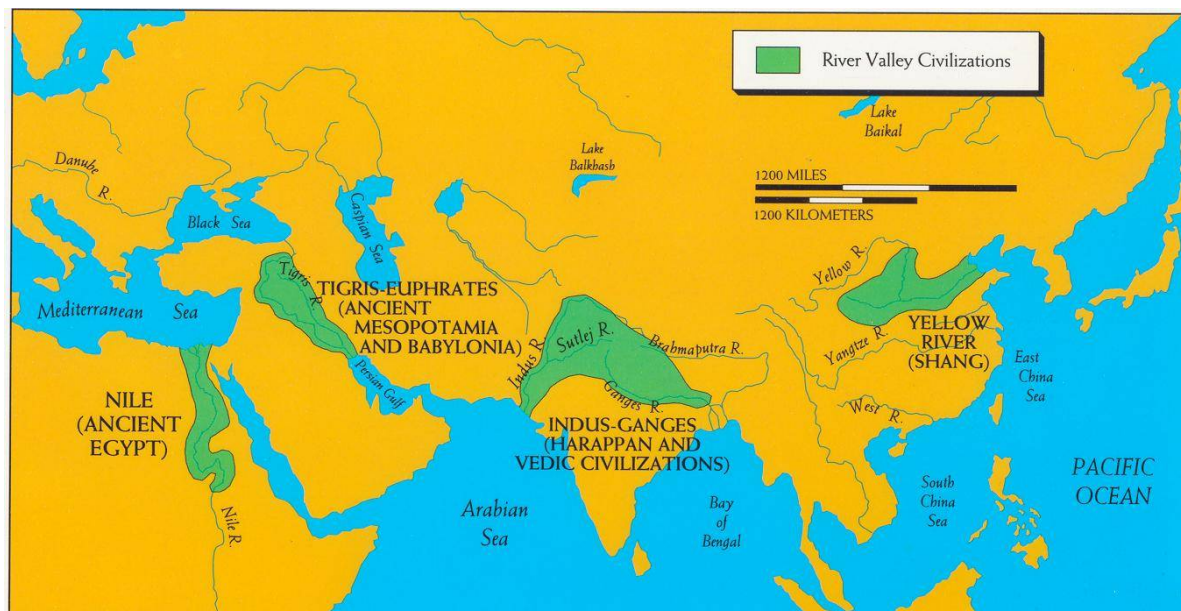 River Valley Civilizations
Lake
Baikal
Danube
R.
Lake
Balkhash
1200 MILES
1200 KILOMETERS
Black Sea
Caspian Sea
Yellow R.
Tigris R.
TIGRIS-EUPHRATES
(ANCIENT
MESOPOTAMIA
AND BABYLONIA)
Mediterranean Sea
Persian Gulf
Indus R.
Sutlej R.
Brahmaputra R.
Ganges R.
Yangtze R.
YELLOW
RIVER
(SHANG)
East
China
Sea
West R.
NILE
(ANCIENT
EGYPT)
INDUS-GANGES
(HARAPPAN AND
VEDIC CIVILIZATIONS)
Nile R.
Arabian
Sea
Bay
of
Bengal
South
China
Sea
PACIFIC
OCEAN